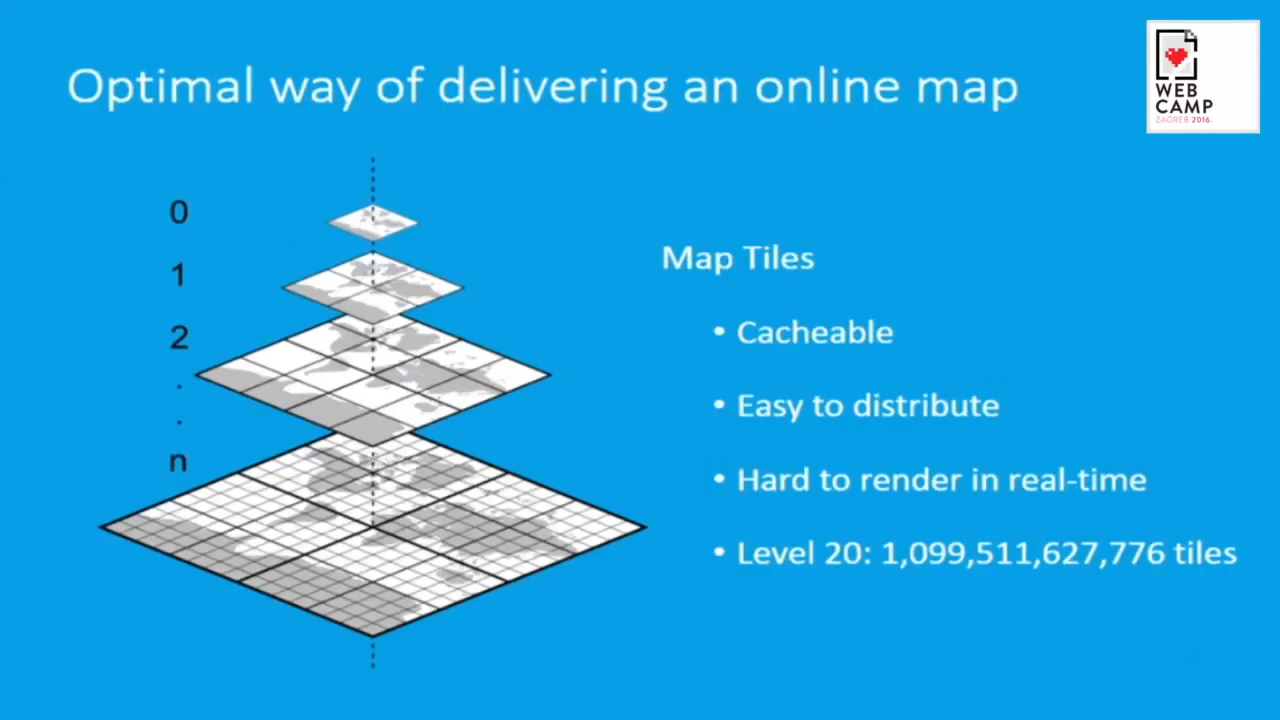 Optimal way of delivering an online map
WEB
CAMP
ZAGREB 2016.
0
1
2
.
.
n
Map Tiles
• Cacheable
• Easy to distribute
• Hard to render in real-time
• Level 20: 1,099,511,627,776 tiles